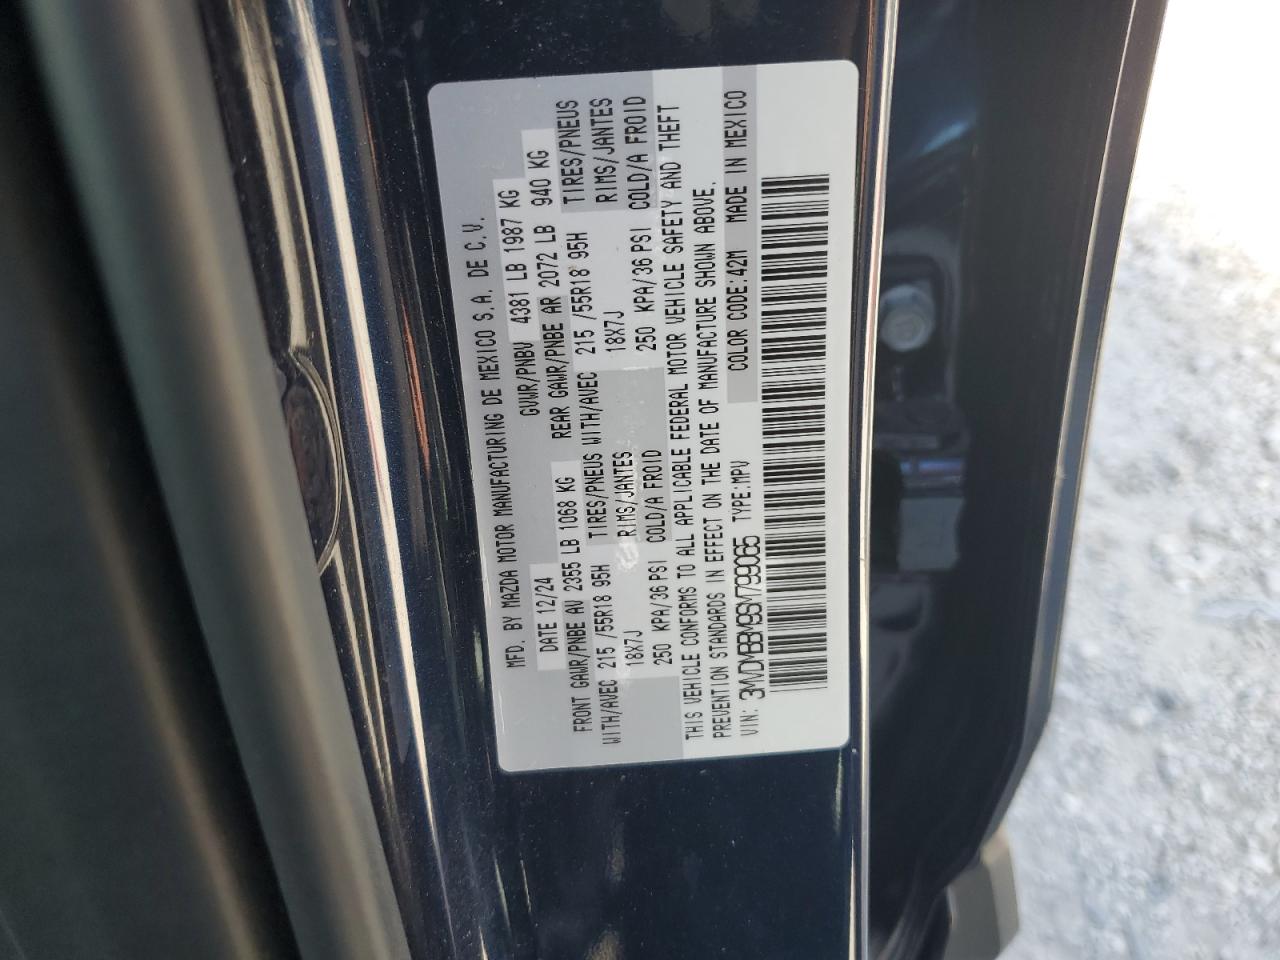 MFD. BY MAZDA MOTOR MANUFACTURING DE MEXICO S.A. DE C.V.
DATE 12/24 GVWR/PNBV 4381 LB 1987 KG
FRONT GAWR/PNBE AV 2355 LB 1068 KG REAR GAWR/PNBE AR 2072 LB 940 KG
WITH/AVEC 215 /55R18 95H TIRES/PNEUS WITH/AVEC 215 /55R18 95H TIRES/PNEUS
18X7J RIMS/JANTES 18X7J RIMS/JANTES
250 KPA/36 PSI COLD/A FROID 250 KPA/36 PSI COLD/A FROID
THIS VEHICLE CONFORMS TO ALL APPLICABLE FEDERAL MOTOR VEHICLE SAFETY AND THEFT
PREVENTION STANDARDS IN EFFECT ON THE DATE OF MANUFACTURE SHOWN ABOVE.
VIN: 3MVDMBBM9SM799065 TYPE:MPV COLOR CODE:42M MADE IN MEXICO